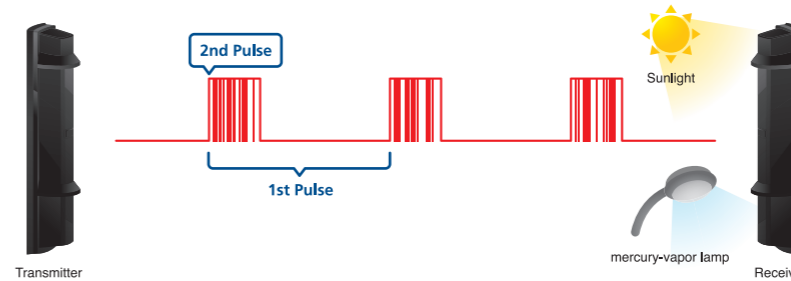 2nd Pulse
Sunlight
1st Pulse
mercury-vapor lamp
Transmitter